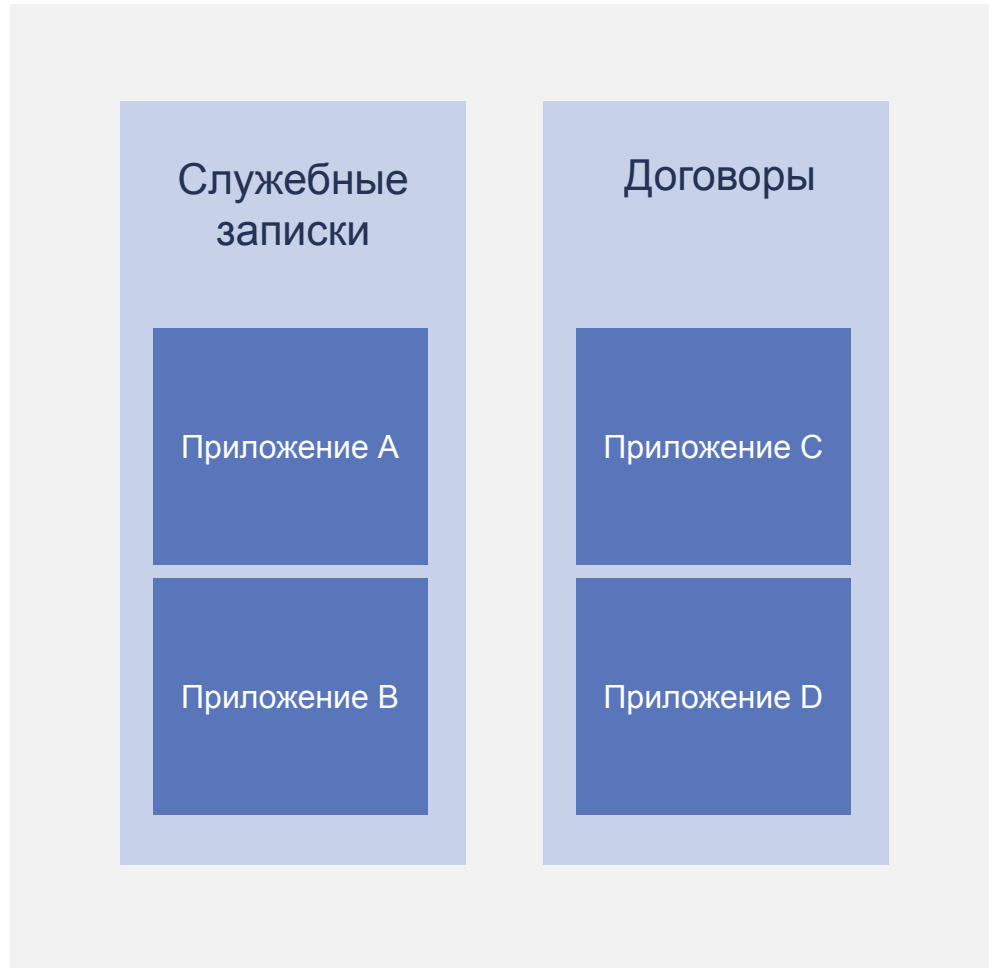 Служебные
записки
Договоры
Приложение A
Приложение C
Приложение B
Приложение D